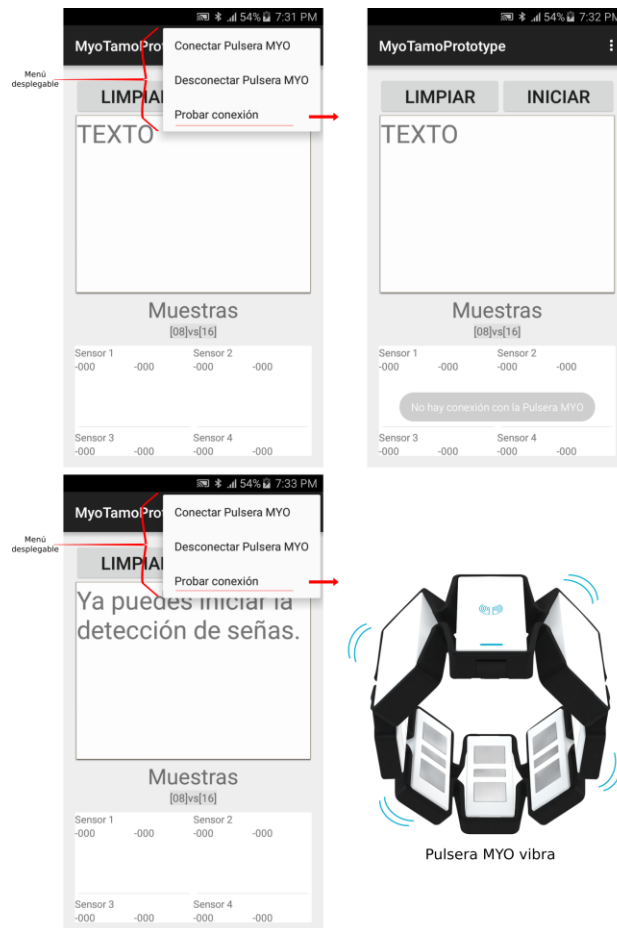 54% 7:31 PM
MyoTamoProt
Conectar Pulsera MYO
Menú
desplegable
Desconectar Pulsera MYO
LIMPIA
Probar conexión
TEXTO
Muestras
[08]vs[16]
Sensor 1 Sensor 2
-000 -000 -000 -000
Sensor 3 Sensor 4
-000 -000 -000 -000
54% 7:32 PM
MyoTamoPrototype
LIMPIAR INICIAR
TEXTO
Muestras
[08]vs[16]
Sensor 1 Sensor 2
-000 -000 -000 -000
No hay conexión con la Pulsera MYO
Sensor 3 Sensor 4
-000 -000 -000 -000
54% 7:33 PM
MyoTamoProt
Conectar Pulsera MYO
Menú
desplegable
Desconectar Pulsera MYO
LIMPIA
Probar conexión
Ya puedes iniciar la
detección de señas.
Muestras
[08]vs[16]
Sensor 1 Sensor 2
-000 -000 -000 -000
Sensor 3 Sensor 4
-000 -000 -000 -000
Pulsera MYO vibra